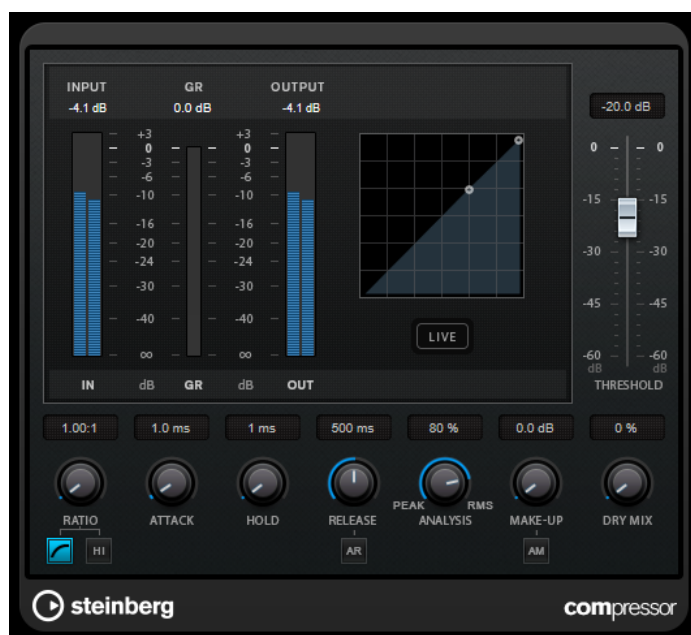 INPUT GR OUTPUT
-4.1 dB 0.0 dB -4.1 dB
-20.0 dB
+3 +3
0 0 0 0
-3 -3
-6 -6
-10 -10
-15 -15
-16 -16
-20 -20
-24 -24
-30 -30
-30 -30
-40 -40
-45 -45
LIVE
∞ ∞
-60 -60
dB dB
IN dB GR dB OUT
THRESHOLD
1.00:1 1.0 ms 1 ms 500 ms 80 % 0.0 dB 0 %
PEAK RMS
RATIO ATTACK HOLD RELEASE ANALYSIS MAKE-UP DRY MIX
HI AR AM
steinberg compressor